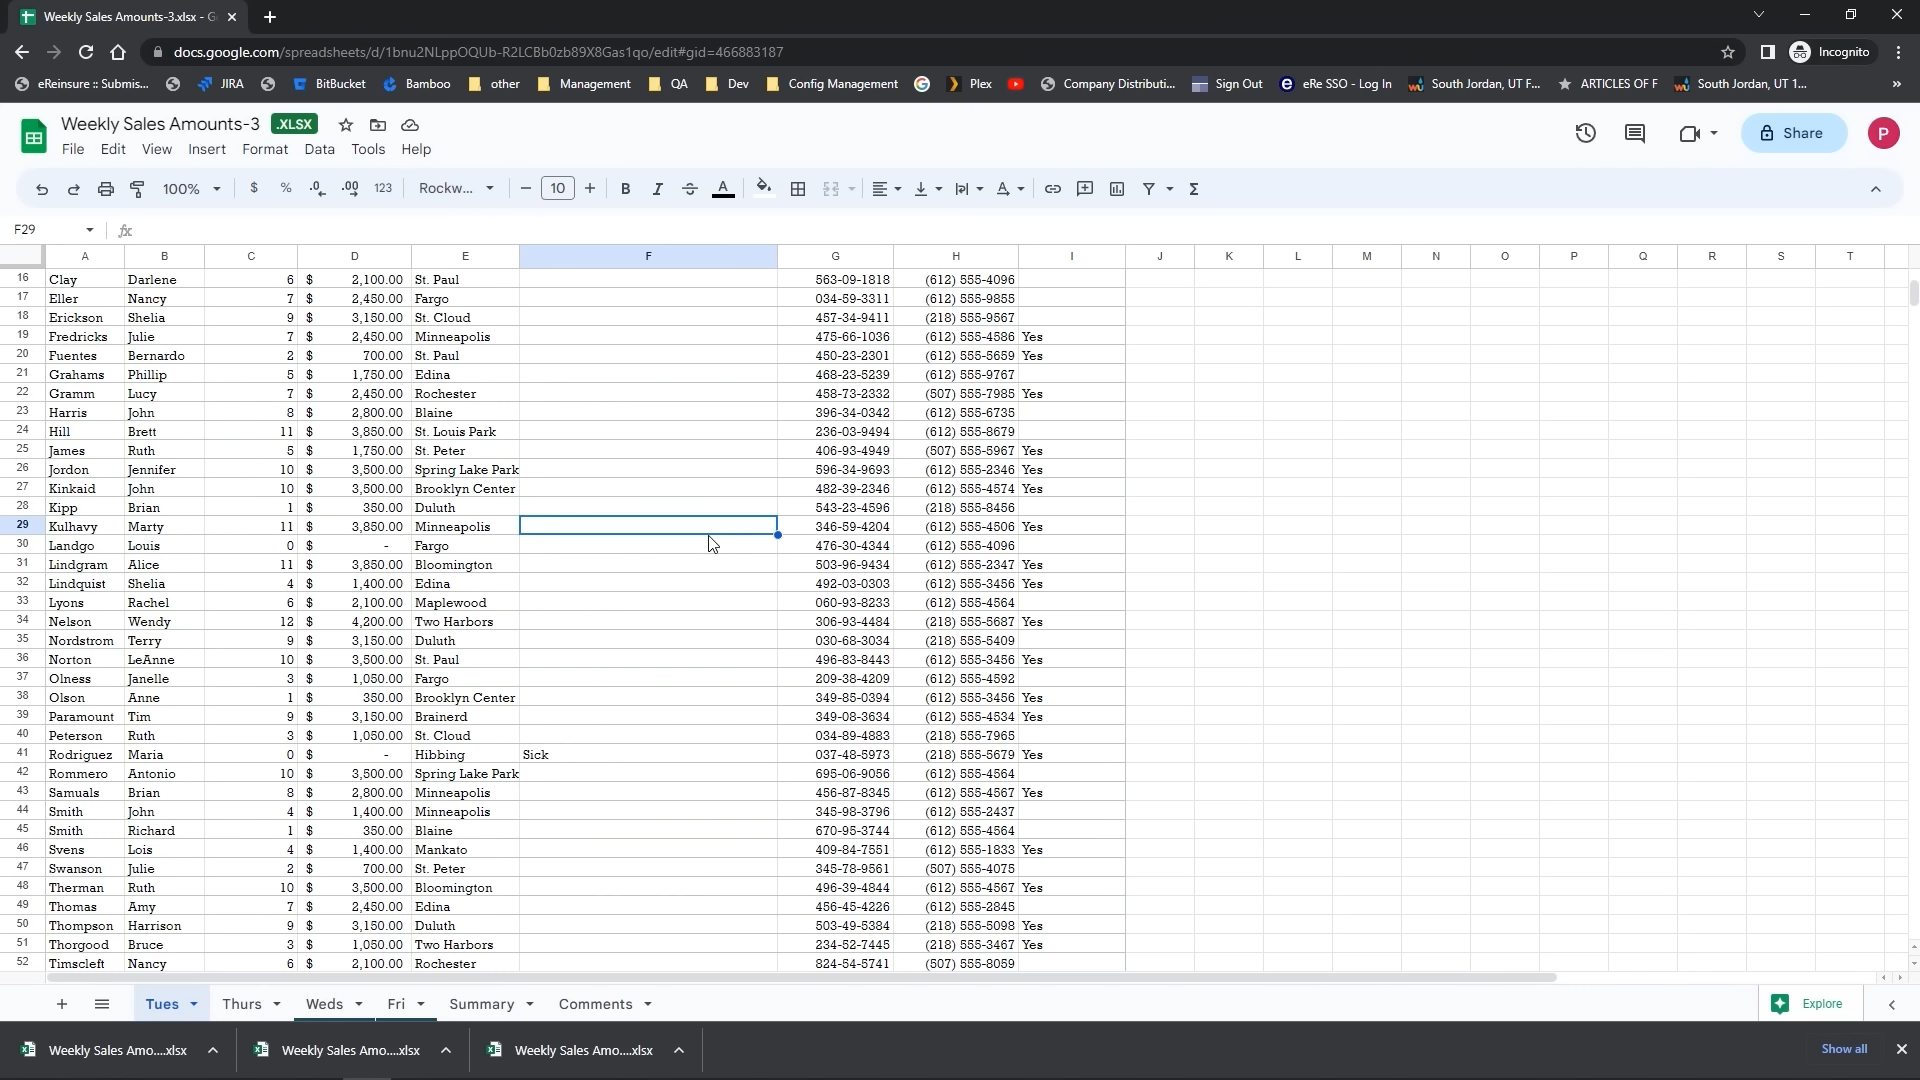 Weekly Sales Amounts-3.xlsx - G
docs.google.com/spreadsheets/d/1bnu2NLppOQUb-R2LCBb0zb89X8Gas1qo/edit#gid=466883187
Incognito
eReinsure :: Submis... JIRA BitBucket Bamboo other Management QA Dev Config Management Plex Company Distributi... Sign Out eRe SSO - Log In South Jordan, UT F... ARTICLES OF F South Jordan, UT 1... »
Weekly Sales Amounts-3 .XLSX
Share P
File Edit View Insert Format Data Tools Help
100% $ % .0 .00 123 Rockw... 10 B I S A Σ
F29 fx
A B C D E F G H I J K L M N O P Q R S T
16 Clay Darlene 6 $ 2,100.00 St. Paul 563-09-1818 (612) 555-4096
17 Eller Nancy 7 $ 2,450.00 Fargo 034-59-3311 (612) 555-9855
18 Erickson Shelia 9 $ 3,150.00 St. Cloud 457-34-9411 (218) 555-9567
19 Fredricks Julie 7 $ 2,450.00 Minneapolis 475-66-1036 (612) 555-4586 Yes
20 Fuentes Bernardo 2 $ 700.00 St. Paul 450-23-2301 (612) 555-5659 Yes
21 Grahams Phillip 5 $ 1,750.00 Edina 468-23-5239 (612) 555-9767
22 Gramm Lucy 7 $ 2,450.00 Rochester 458-73-2332 (507) 555-7985 Yes
23 Harris John 8 $ 2,800.00 Blaine 396-34-0342 (612) 555-6735
24 Hill Brett 11 $ 3,850.00 St. Louis Park 236-03-9494 (612) 555-8679
25 James Ruth 5 $ 1,750.00 St. Peter 406-93-4949 (507) 555-5967 Yes
26 Jordon Jennifer 10 $ 3,500.00 Spring Lake Park 596-34-9693 (612) 555-2346 Yes
27 Kinkaid John 10 $ 3,500.00 Brooklyn Center 482-39-2346 (612) 555-4574 Yes
28 Kipp Brian 1 $ 350.00 Duluth 543-23-4596 (218) 555-8456
29 Kulhavy Marty 11 $ 3,850.00 Minneapolis 346-59-4204 (612) 555-4506 Yes
30 Landgo Louis 0 $ - Fargo 476-30-4344 (612) 555-4096
31 Lindgram Alice 11 $ 3,850.00 Bloomington 503-96-9434 (612) 555-2347 Yes
32 Lindquist Shelia 4 $ 1,400.00 Edina 492-03-0303 (612) 555-3456 Yes
33 Lyons Rachel 6 $ 2,100.00 Maplewood 060-93-8233 (612) 555-4564
34 Nelson Wendy 12 $ 4,200.00 Two Harbors 306-93-4484 (218) 555-5687 Yes
35 Nordstrom Terry 9 $ 3,150.00 Duluth 030-68-3034 (218) 555-5409
36 Norton LeAnne 10 $ 3,500.00 St. Paul 496-83-8443 (612) 555-3456 Yes
37 Olness Janelle 3 $ 1,050.00 Fargo 209-38-4209 (612) 555-4592
38 Olson Anne 1 $ 350.00 Brooklyn Center 349-85-0394 (612) 555-3456 Yes
39 Paramount Tim 9 $ 3,150.00 Brainerd 349-08-3634 (612) 555-4534 Yes
40 Peterson Ruth 3 $ 1,050.00 St. Cloud 034-89-4883 (218) 555-7965
41 Rodriguez Maria 0 $ - Hibbing Sick 037-48-5973 (218) 555-5679 Yes
42 Rommero Antonio 10 $ 3,500.00 Spring Lake Park 695-06-9056 (612) 555-4564
43 Samuals Brian 8 $ 2,800.00 Minneapolis 456-87-8345 (612) 555-4567 Yes
44 Smith John 4 $ 1,400.00 Minneapolis 345-98-3796 (612) 555-2437
45 Smith Richard 1 $ 350.00 Blaine 670-95-3744 (612) 555-4564
46 Svens Lois 4 $ 1,400.00 Mankato 409-84-7551 (612) 555-1833 Yes
47 Swanson Julie 2 $ 700.00 St. Peter 345-78-9561 (507) 555-4075
48 Therman Ruth 10 $ 3,500.00 Bloomington 496-39-4844 (612) 555-4567 Yes
49 Thomas Amy 7 $ 2,450.00 Edina 456-45-4226 (612) 555-2845
50 Thompson Harrison 9 $ 3,150.00 Duluth 503-49-5384 (218) 555-5098 Yes
51 Thorgood Bruce 3 $ 1,050.00 Two Harbors 234-52-7445 (218) 555-3467 Yes
52 Timscleft Nancy 6 $ 2,100.00 Rochester 824-54-5741 (507) 555-8059
Tues Thurs Weds Fri Summary Comments Explore
Weekly Sales Amo....xlsx Weekly Sales Amo....xlsx Weekly Sales Amo....xlsx Show all